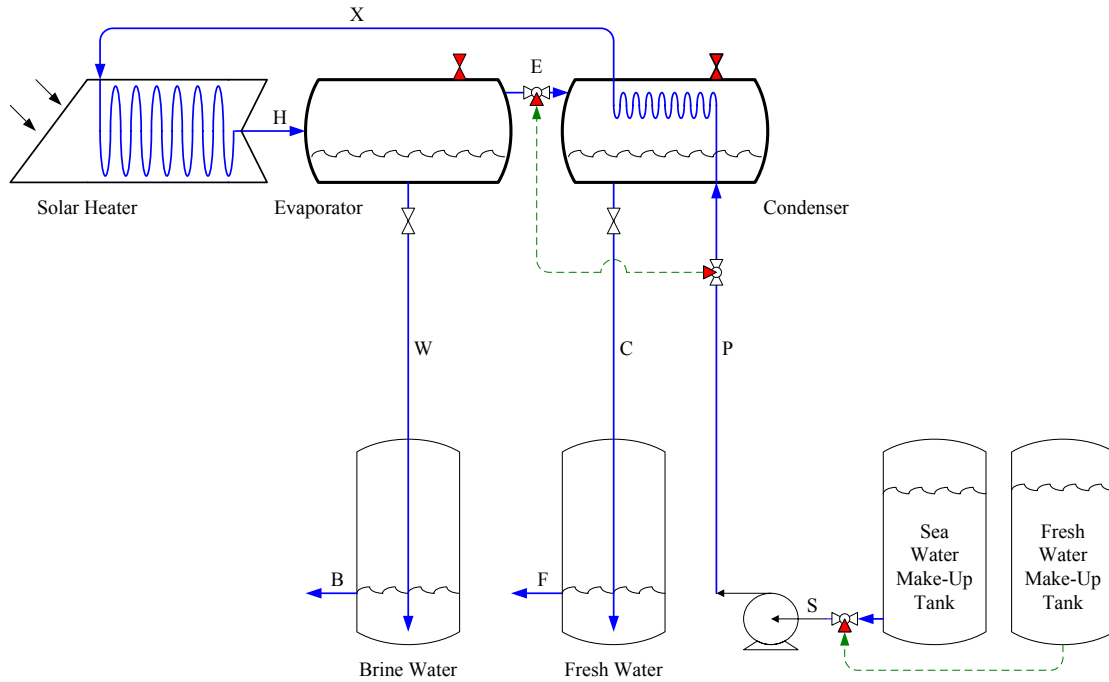 X
E
H
Solar Heater
Evaporator
Condenser
W
C
P
Sea
Water
Make-Up
Tank
Fresh
Water
Make-Up
Tank
B
F
S
Brine Water
Fresh Water